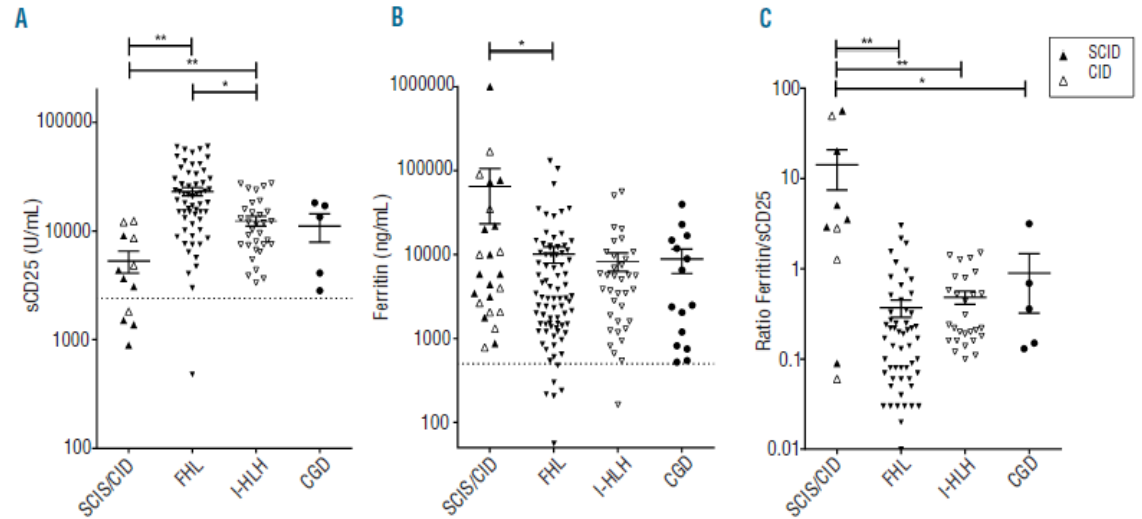 A
B
C
**
**
*
*
**
**
*
SCID
CID
sCD25 (U/mL)
100000
10000
1000
100
SCIS/CID
FHL
I-HLH
CGD
Ferritin (ng/mL)
1000000
100000
10000
1000
100
SCIS/CID
FHL
I-HLH
CGD
Ratio Ferritin/sCD25
100
10
1
0.1
0.01
SCIS/CID
FHL
I-HLH
CGD